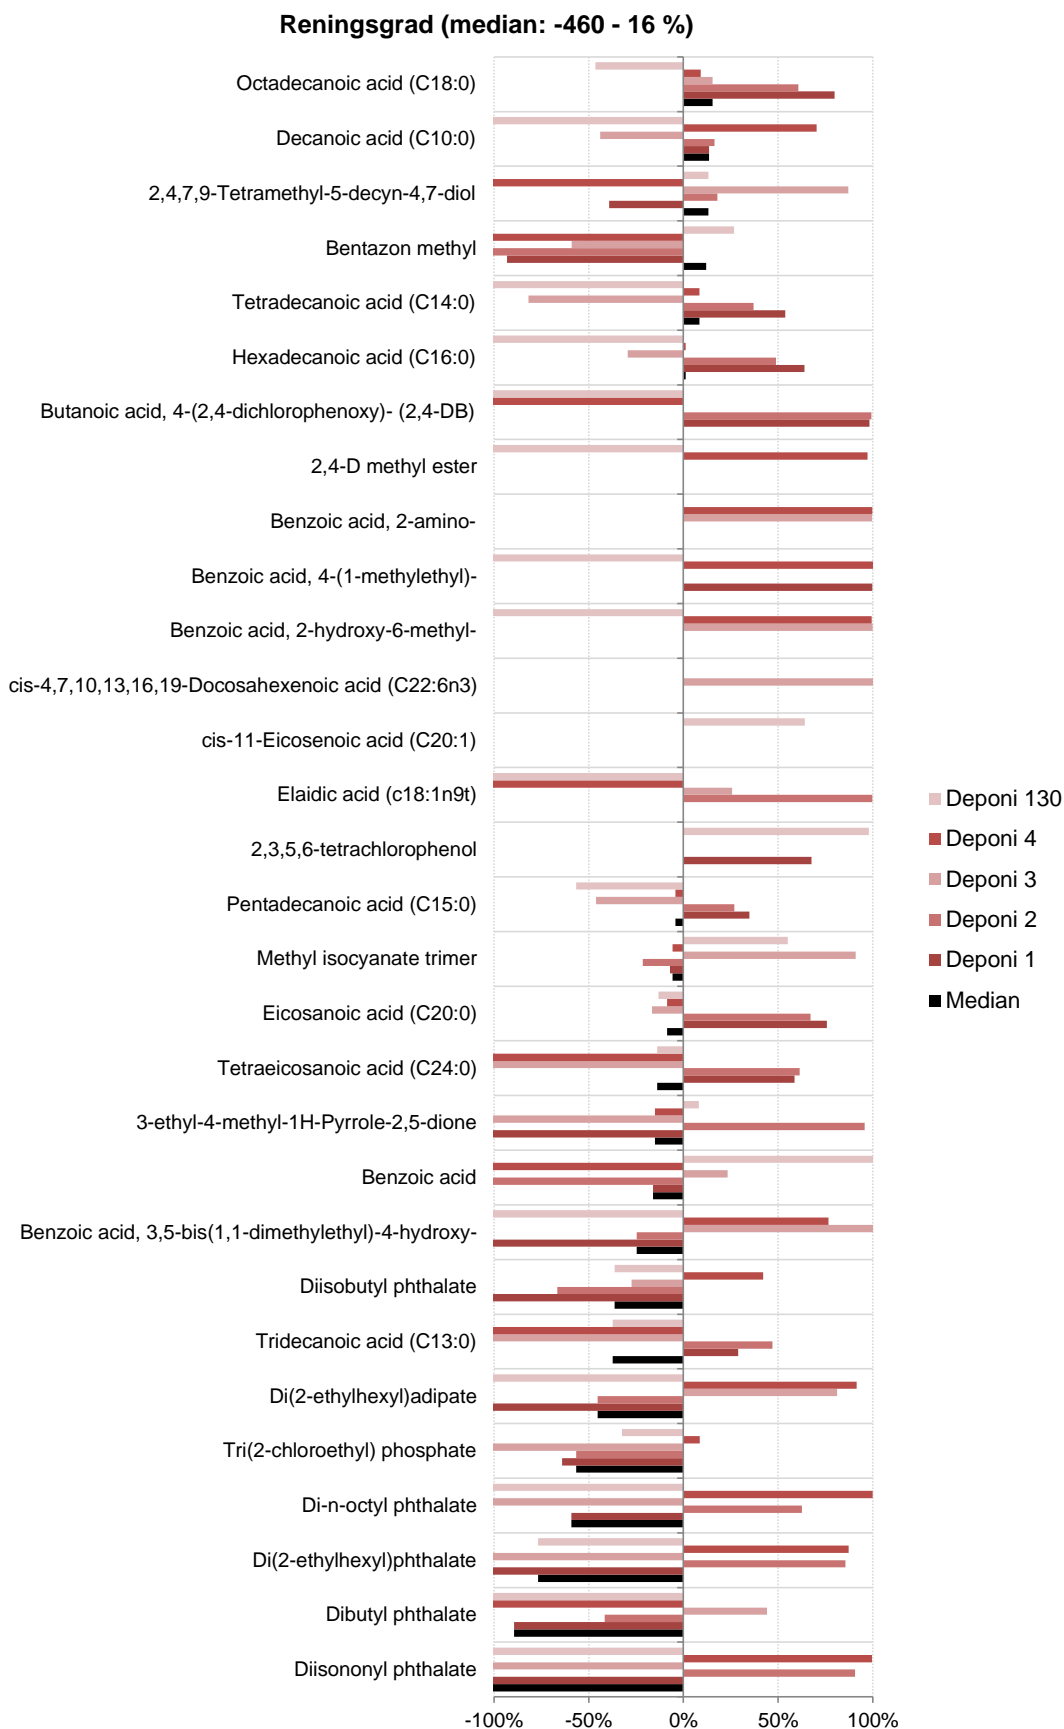 Reningsgrad (median: -460 - 16 %)
Octadecanoic acid (C18:0)
Decanoic acid (C10:0)
2,4,7,9-Tetramethyl-5-decyn-4,7-diol
Bentazon methyl
Tetradecanoic acid (C14:0)
Hexadecanoic acid (C16:0)
Butanoic acid, 4-(2,4-dichlorophenoxy)- (2,4-DB)
2,4-D methyl ester
Benzoic acid, 2-amino-
Benzoic acid, 4-(1-methylethyl)-
Benzoic acid, 2-hydroxy-6-methyl-
cis-4,7,10,13,16,19-Docosahexenoic acid (C22:6n3)
cis-11-Eicosenoic acid (C20:1)
Elaidic acid (c18:1n9t)
2,3,5,6-tetrachlorophenol
Pentadecanoic acid (C15:0)
Methyl isocyanate trimer
Eicosanoic acid (C20:0)
Tetraeicosanoic acid (C24:0)
3-ethyl-4-methyl-1H-Pyrrole-2,5-dione
Benzoic acid
Benzoic acid, 3,5-bis(1,1-dimethylethyl)-4-hydroxy-
Diisobutyl phthalate
Tridecanoic acid (C13:0)
Di(2-ethylhexyl)adipate
Tri(2-chloroethyl) phosphate
Di-n-octyl phthalate
Di(2-ethylhexyl)phthalate
Dibutyl phthalate
Diisononyl phthalate
-100% -50% 0% 50% 100%
Deponi 130
Deponi 4
Deponi 3
Deponi 2
Deponi 1
Median